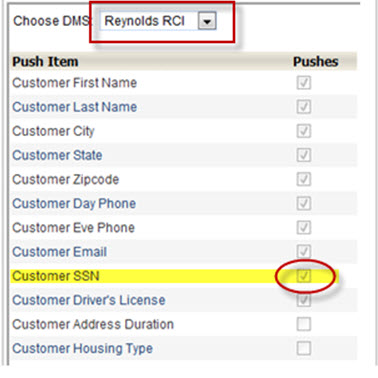 Choose DMS: Reynolds RCI
Push Item Pushes
Customer First Name
Customer Last Name
Customer City
Customer State
Customer Zipcode
Customer Day Phone
Customer Eve Phone
Customer Email
Customer SSN
Customer Driver's License
Customer Address Duration
Customer Housing Type